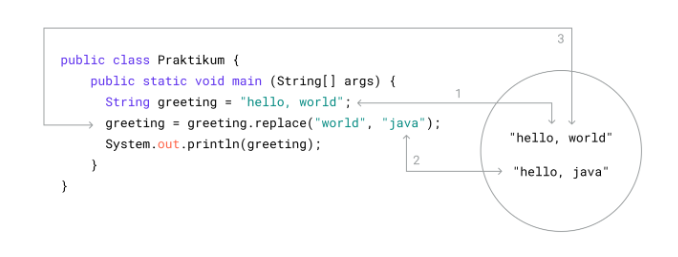 3
public class Praktikum {
public static void main (String[] args) {
String greeting = "hello, world";
1
greeting = greeting.replace("world", "java");
"hello, world"
System.out.println(greeting);
2
}
"hello, java"
}